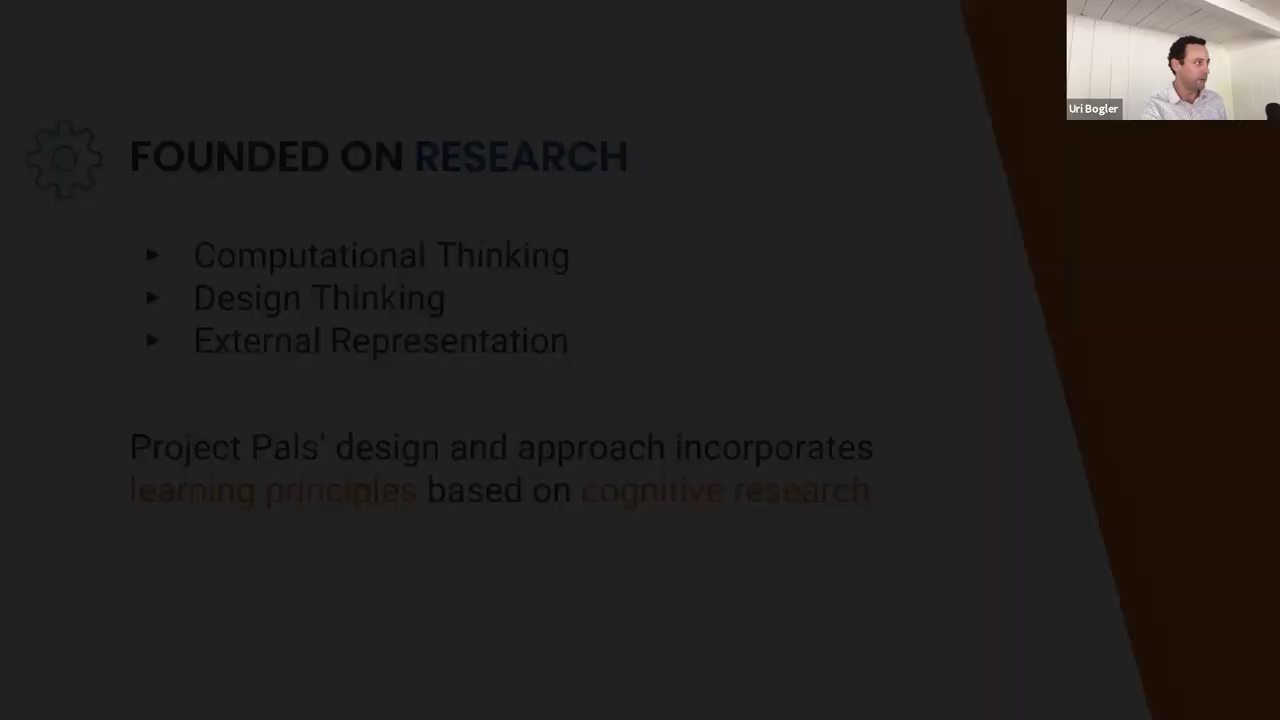 Uri Bogler
FOUNDED ON RESEARCH
▸ Computational Thinking
▸ Design Thinking
▸ External Representation
Project Pals' design and approach incorporates
learning principles based on cognitive research